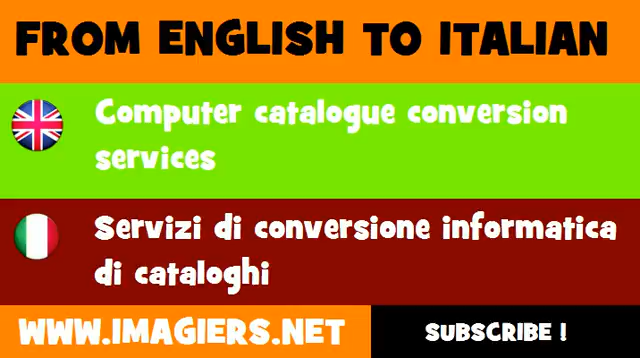 FROM ENGLISH TO ITALIAN
Computer catalogue conversion
services
Servizi di conversione informatica
di cataloghi
WWW.IMAGIERS.NET
SUBSCRIBE !